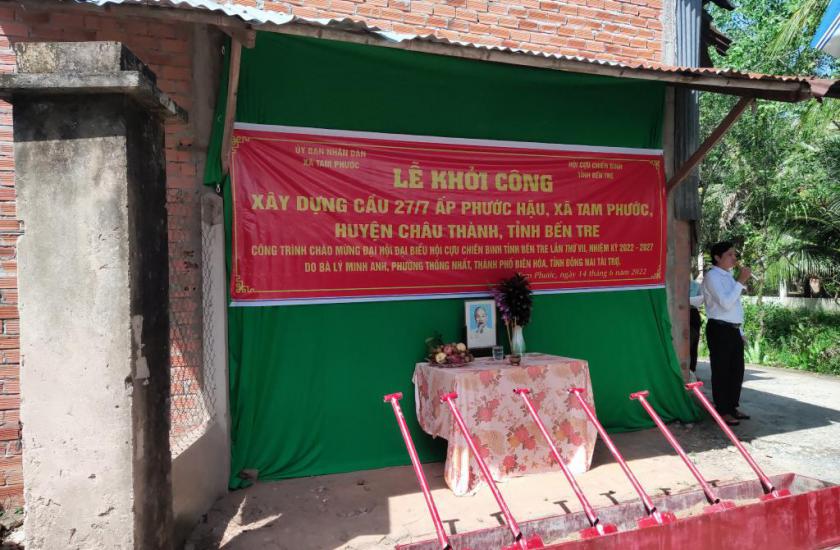 ỦY BAN NHÂN DÂN
XÃ TAM PHƯỚC
HỘI CỰU CHIẾN BINH
TỈNH BẾN TRE
LỄ KHỞI CÔNG
XÂY DỰNG CẦU 27/7 ẤP PHƯỚC HẬU, XÃ TAM PHƯỚC,
HUYỆN CHÂU THÀNH, TỈNH BẾN TRE
CÔNG TRÌNH CHÀO MỪNG ĐẠI HỘI ĐẠI BIỂU HỘI CỰU CHIẾN BINH TỈNH BẾN TRE LẦN THỨ VII, NHIỆM KỲ 2022 - 2027
DO BÀ LÝ MINH ANH, PHƯỜNG THỐNG NHẤT, THÀNH PHỐ BIÊN HÒA, TỈNH ĐỒNG NAI TÀI TRỢ.
Phước, ngày 14 tháng 6 năm 2022